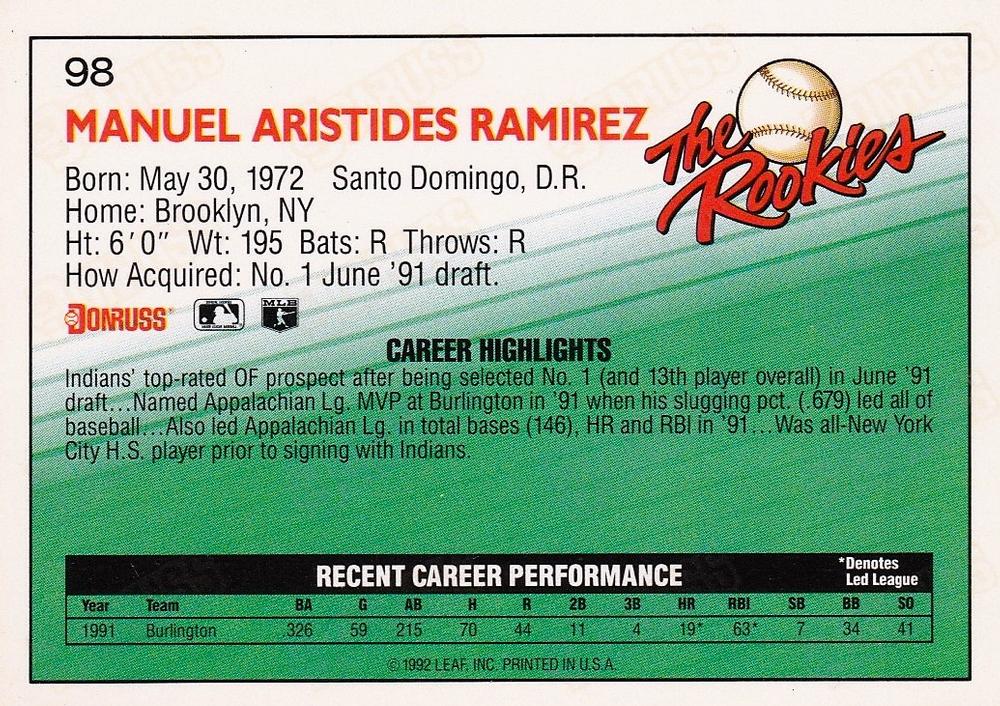 98
MANUEL ARISTIDES RAMIREZ
The Rookies
Born: May 30, 1972 Santo Domingo, D.R.
Home: Brooklyn, NY
Ht: 6'0" Wt: 195 Bats: R Throws: R
How Acquired: No. 1 June '91 draft.
DONRUSS MLB
CAREER HIGHLIGHTS
Indians' top-rated OF prospect after being selected No. 1 (and 13th player overall) in June '91
draft...Named Appalachian Lg. MVP at Burlington in '91 when his slugging pct. (.679) led all of
baseball...Also led Appalachian Lg. in total bases (146), HR and RBI in '91...Was all-New York
City H.S. player prior to signing with Indians.
RECENT CAREER PERFORMANCE *Denotes
Led League
Year Team BA G AB H R 2B 3B HR RBI SB BB SO
1991 Burlington .326 59 215 70 44 11 4 19* 63* 7 34 41
© 1992 LEAF, INC. PRINTED IN U.S.A.